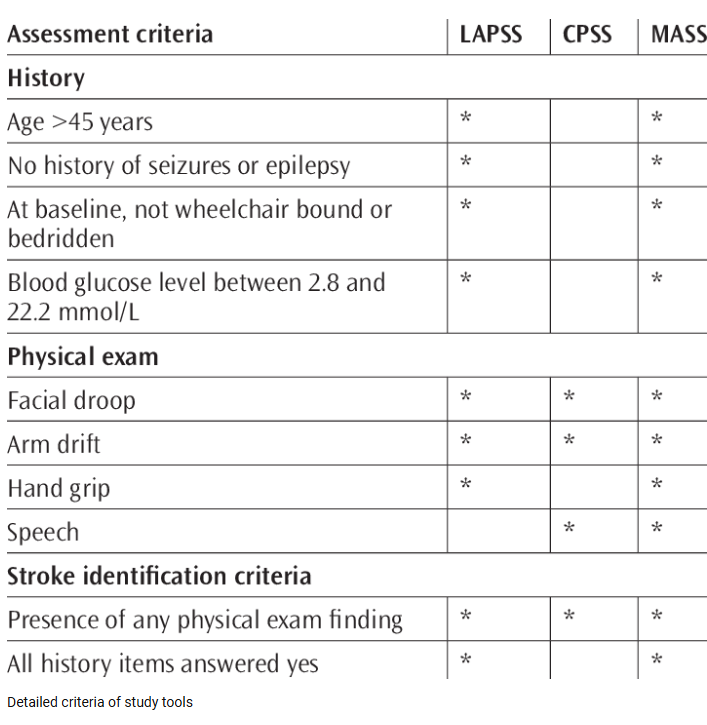 Assessment criteria LAPSS CPSS MASS
History
Age >45 years * *
No history of seizures or epilepsy * *
At baseline, not wheelchair bound or * *
bedridden
Blood glucose level between 2.8 and * *
22.2 mmol/L
Physical exam
Facial droop * * *
Arm drift * * *
Hand grip * *
Speech * *
Stroke identification criteria
Presence of any physical exam finding * * *
All history items answered yes * *
Detailed criteria of study tools